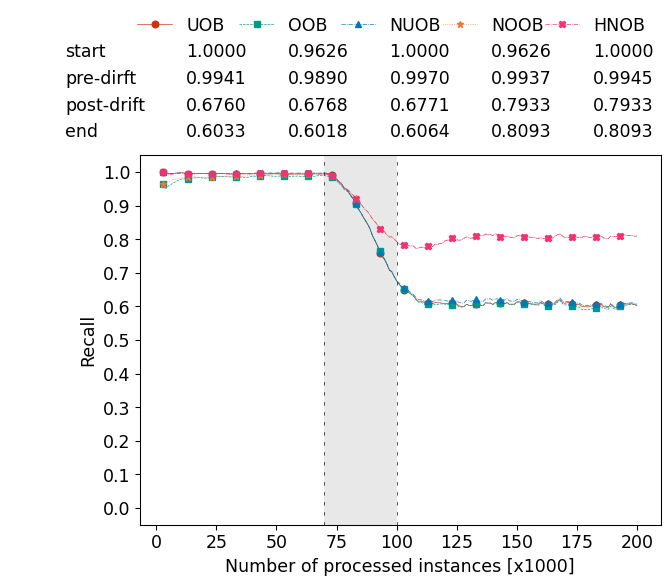 UOB OOB NUOB NOOB HNOB
start 1.0000 0.9626 1.0000 0.9626 1.0000
pre-dirft 0.9941 0.9890 0.9970 0.9937 0.9945
post-drift 0.6760 0.6768 0.6771 0.7933 0.7933
end 0.6033 0.6018 0.6064 0.8093 0.8093
1.0
0.9
0.8
0.7
0.6
0.5
0.4
0.3
0.2
0.1
0.0
Recall
0 25 50 75 100 125 150 175 200
Number of processed instances [x1000]